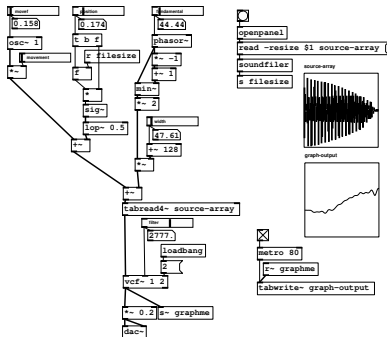 movef
0.158
osc~ 1
movement
*~
position
0.174
t b f
r filesize
f
*
sig~
lop~ 0.5
+~
fundamental
44.44
phasor~
*~ -1
+~ 1
min~
*~ 2
width
47.61
+~ 128
*~
+~
tabread4~ source-array
filter
2777.
loadbang
2
vcf~ 1 2
*~ 0.2
s~ graphme
dac~
openpanel
read -resize $1 source-array
soundfiler
s filesize
source-array
graph-output
metro 80
r~ graphme
tabwrite~ graph-output